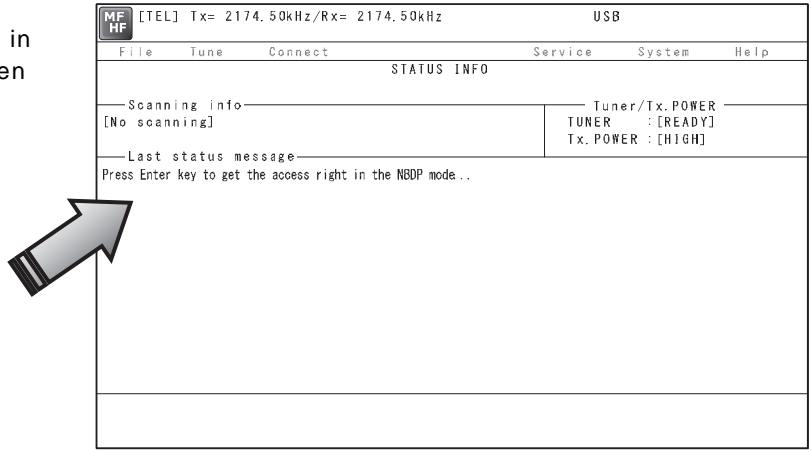 in
en
MF HF [TEL] Tx= 2174.50kHz/Rx= 2174.50kHz USB
File Tune Connect Service System Help
STATUS INFO
Scanning info Tuner/Tx.POWER
[No scanning] TUNER :[READY]
Tx.POWER :[HIGH]
Last status message
Press Enter key to get the access right in the NBDP mode...